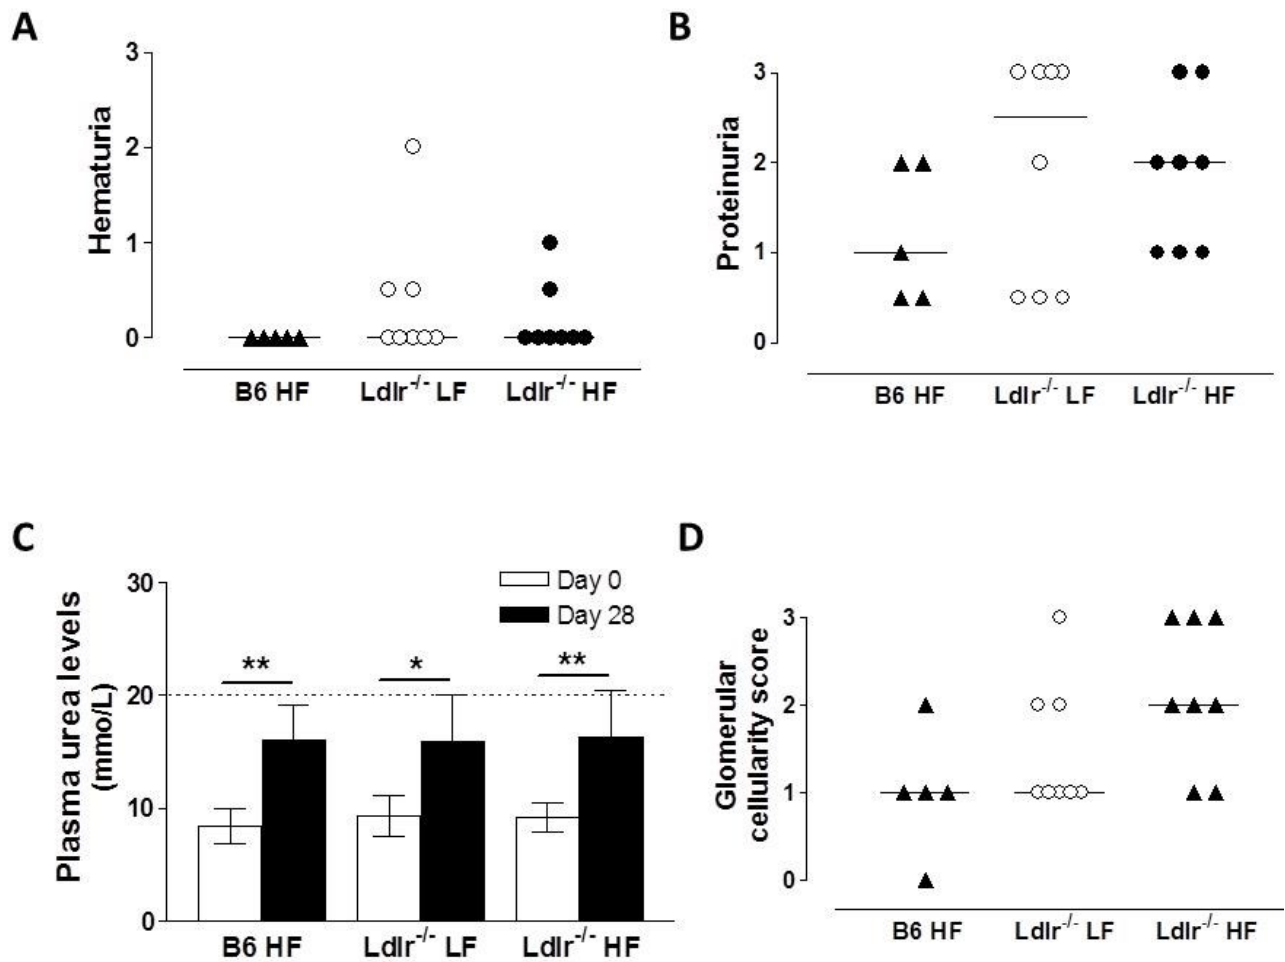 A
3
2
1
0
Hematuria
B6 HF
Ldlr-/- LF
Ldlr-/- HF
B
3
2
1
0
Proteinuria
B6 HF
Ldlr-/- LF
Ldlr-/- HF
C
30
20
10
0
Plasma urea levels
(mmo/L)
Day 0
Day 28
**
*
**
B6 HF
Ldlr-/- LF
Ldlr-/- HF
D
3
2
1
0
Glomerular
cellularity score
B6 HF
Ldlr-/- LF
Ldlr-/- HF